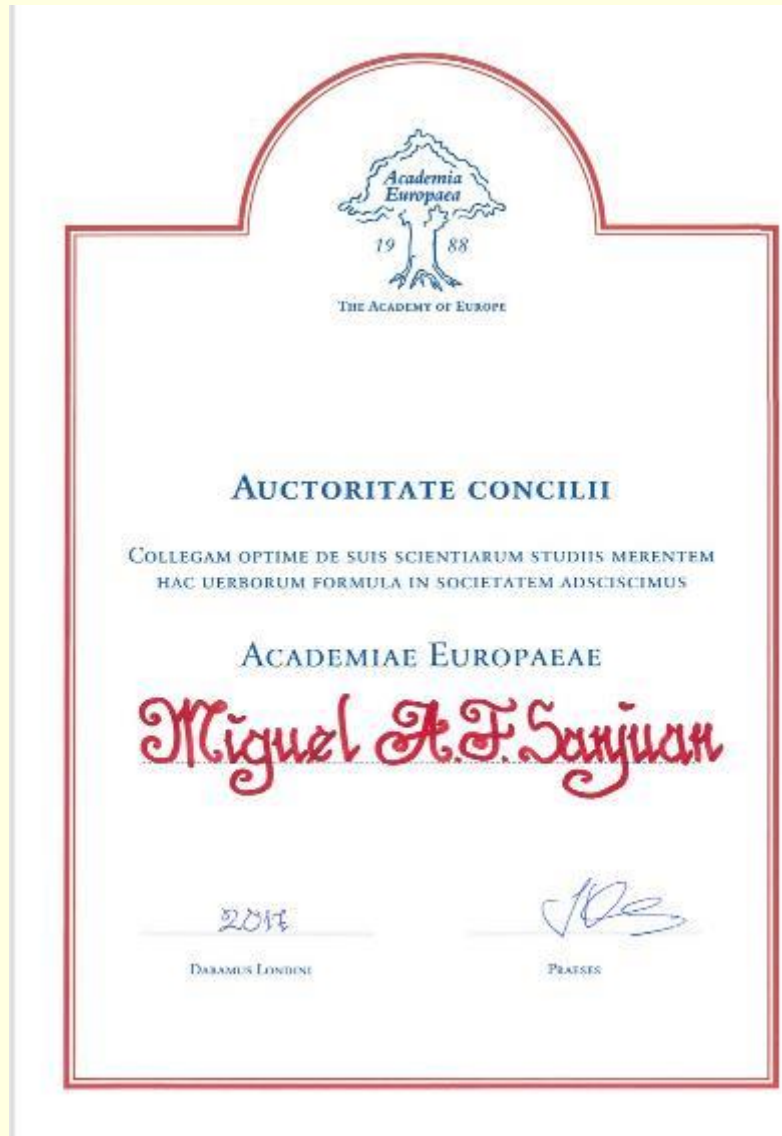 Academia
Europaea
19 88
THE ACADEMY OF EUROPE
AUCTORITATE CONCILII
COLLEGAM OPTIME DE SUIS SCIENTIARUM STUDIIS MERENTEM
HAC UERBORUM FORMULA IN SOCIETATEM ADSCISCIMUS
ACADEMIAE EUROPAEAE
Miguel A.F. Sanjuan
DABAMUS LONDINI
PRAESES